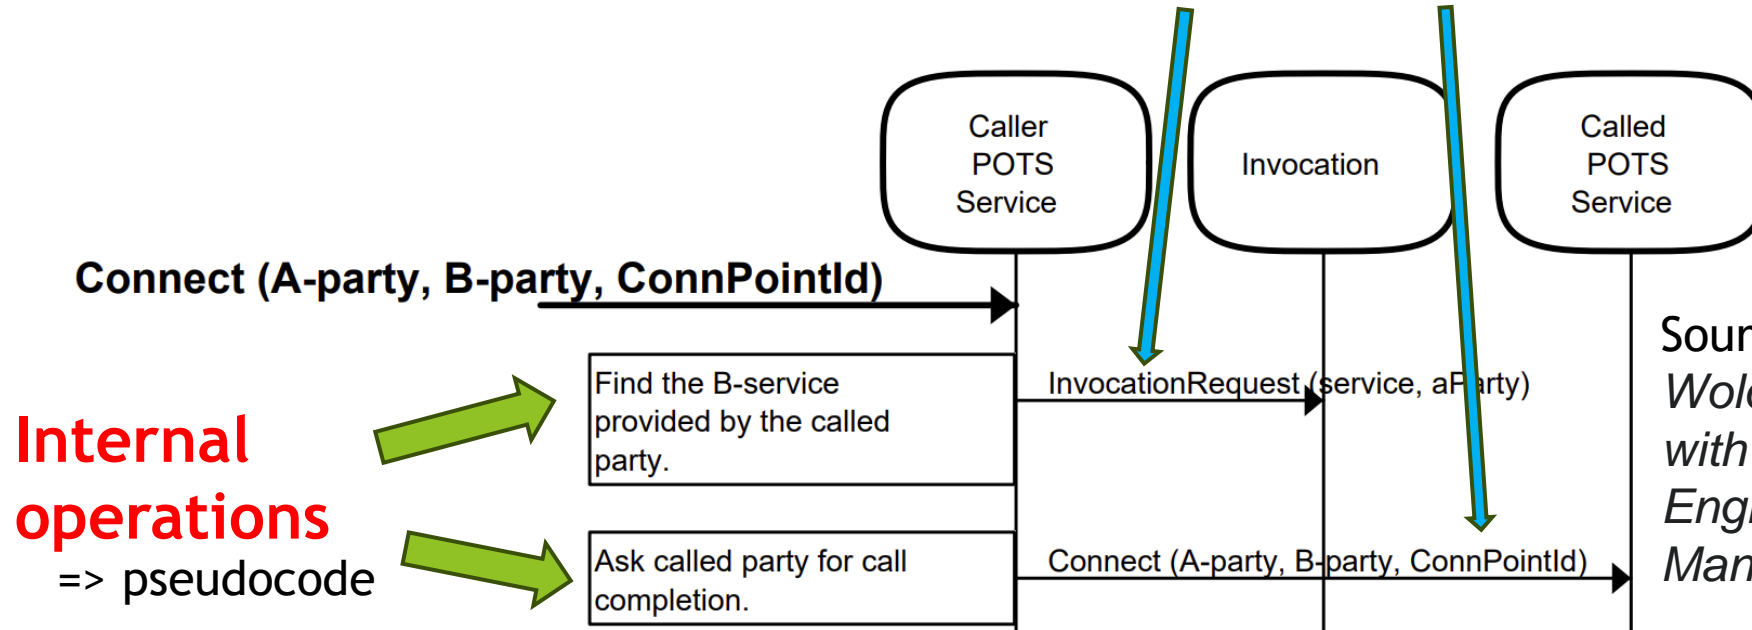 Caller
POTS
Service
Invocation
Called
POTS
Service
Connect (A-party, B-party, ConnPointId)
Find the B-service
provided by the called
party.
InvocationRequest (service, aParty)
Internal
operations
=> pseudocode
Ask called party for call
completion.
Connect (A-party, B-party, ConnPointId)
with